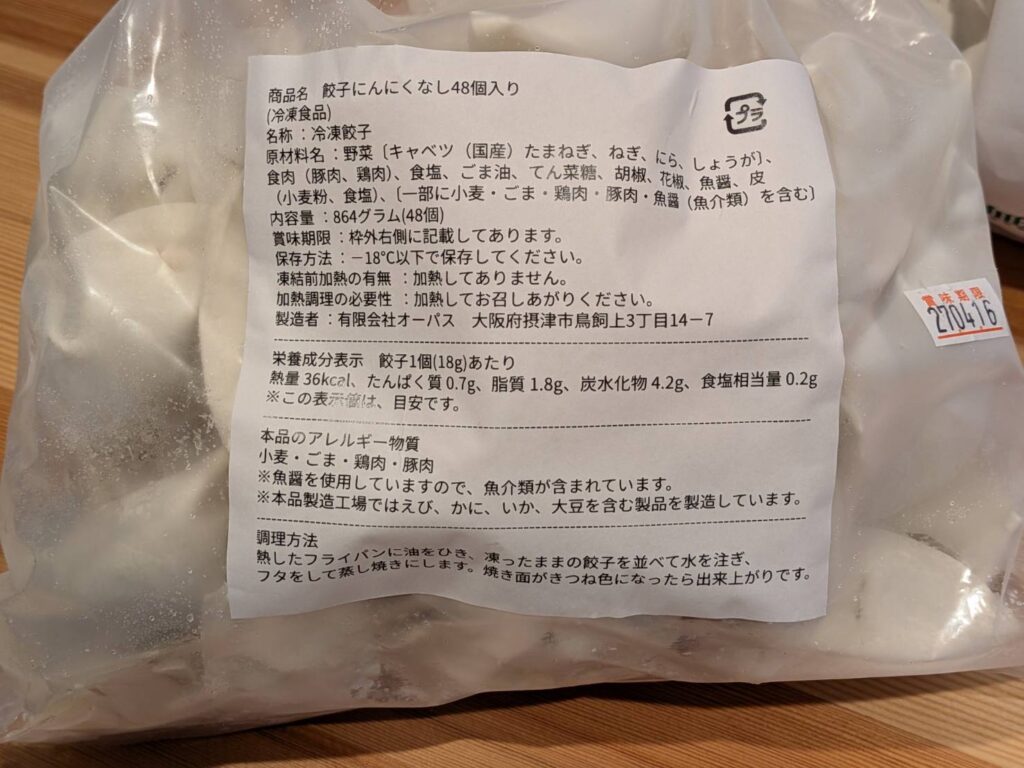 商品名　餃子にんにくなし48個入り
(冷凍食品)
プラ
名称：冷凍餃子
原材料名：野菜〔キャベツ（国産）たまねぎ、ねぎ、にら、しょうが〕、
食肉（豚肉、鶏肉）、食塩、ごま油、てん菜糖、胡椒、花椒、魚醤、皮
（小麦粉、食塩）、〔一部に小麦・ごま・鶏肉・豚肉・魚醤（魚介類）を含む〕
内容量：864グラム(48個)
賞味期限：枠外右側に記載してあります。
保存方法：－18℃以下で保存してください。
凍結前加熱の有無：加熱してありません。
加熱調理の必要性：加熱してお召しあがりください。
製造者：有限会社オーパス　大阪府摂津市鳥飼上3丁目14－7
賞味期限
270416
栄養成分表示　餃子1個(18g)あたり
熱量36kcal、たんぱく質0.7g、脂質1.8g、炭水化物4.2g、食塩相当量0.2g
※この表示値は、目安です。
本品のアレルギー物質
小麦・ごま・鶏肉・豚肉
※魚醤を使用していますので、魚介類が含まれています。
※本品製造工場ではえび、かに、いか、大豆を含む製品を製造しています。
調理方法
熱したフライパンに油をひき、凍ったままの餃子を並べて水を注ぎ、
フタをして蒸し焼きにします。焼き面がきつね色になったら出来上がりです。